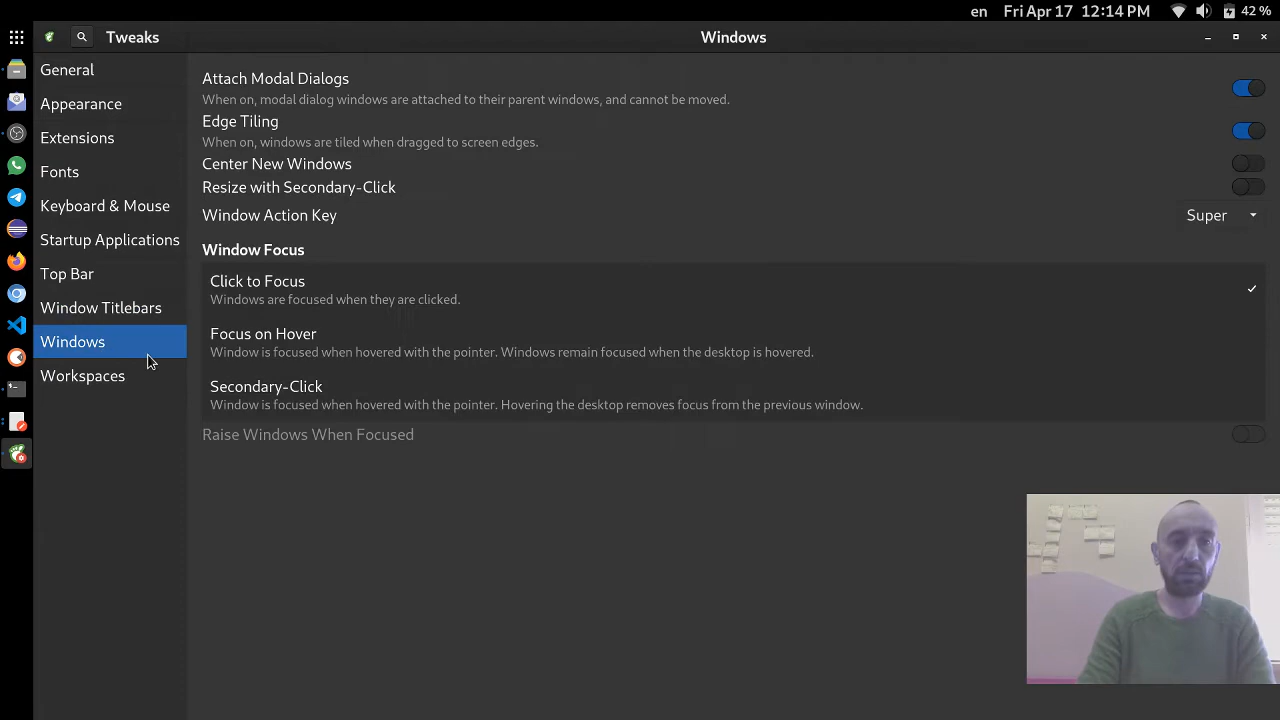 en Fri Apr 17 12:14 PM 42 %
Tweaks
Windows
General
Appearance
Extensions
Fonts
Keyboard & Mouse
Startup Applications
Top Bar
Window Titlebars
Windows
Workspaces
Attach Modal Dialogs
When on, modal dialog windows are attached to their parent windows, and cannot be moved.
Edge Tiling
When on, windows are tiled when dragged to screen edges.
Center New Windows
Resize with Secondary-Click
Window Action Key Super
Window Focus
Click to Focus
Windows are focused when they are clicked.
Focus on Hover
Window is focused when hovered with the pointer. Windows remain focused when the desktop is hovered.
Secondary-Click
Window is focused when hovered with the pointer. Hovering the desktop removes focus from the previous window.
Raise Windows When Focused